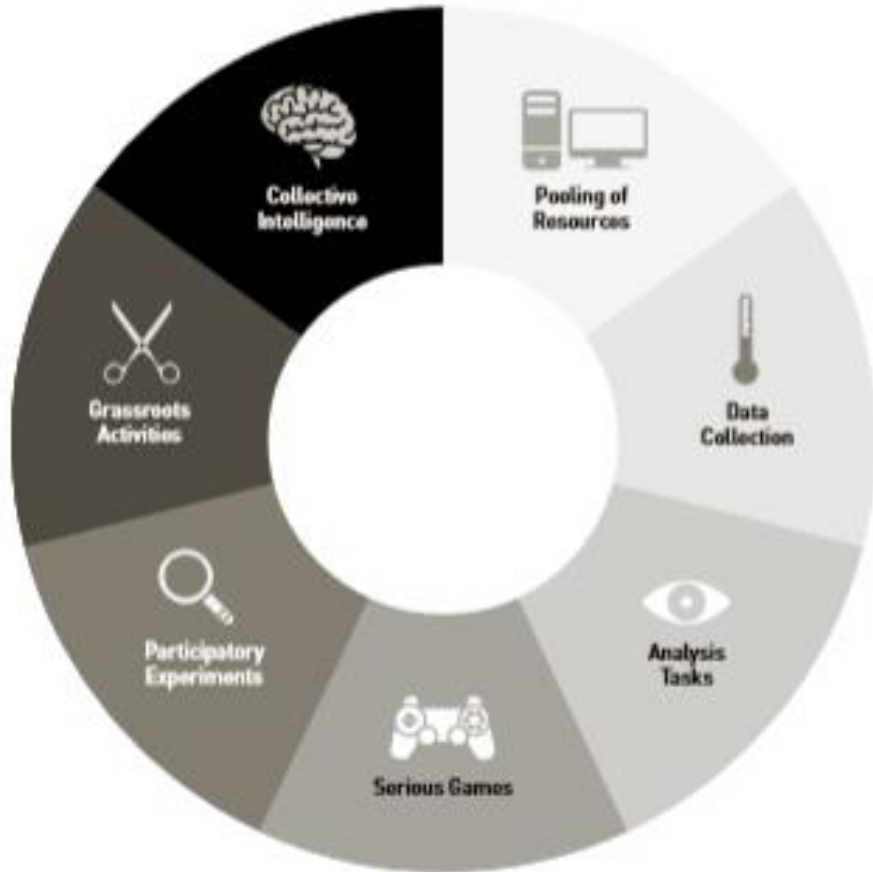 Pooling of
Resources
Data
Collection
Analysis
Tasks
Serious Games
Participatory
Experiments
Grassroots
Activities
Collective
Intelligence